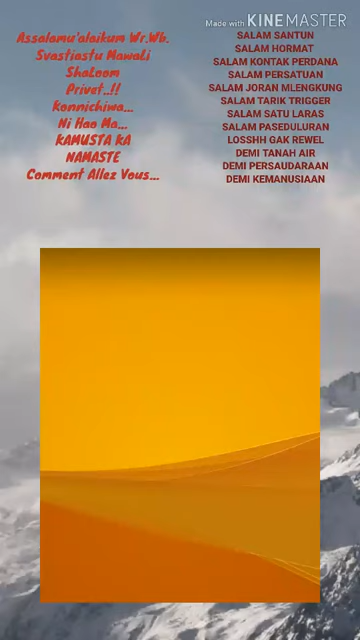 Made with KINEMASTER
Assalamu'alaikum Wr.Wb.
Svastiastu Nawali
Shaloom
Privet..!!
Konnichiwa...
Ni Hao Ma...
KAMUSTA KA
NAMASTE
Comment Allez Vous...
SALAM SANTUN
SALAM HORMAT
SALAM KONTAK PERDANA
SALAM PERSATUAN
SALAM JORAN MLENGKUNG
SALAM TARIK TRIGGER
SALAM SATU LARAS
SALAM PASEDULURAN
LOSSHH GAK REWEL
DEMI TANAH AIR
DEMI PERSAUDARAAN
DEMI KEMANUSIAAN